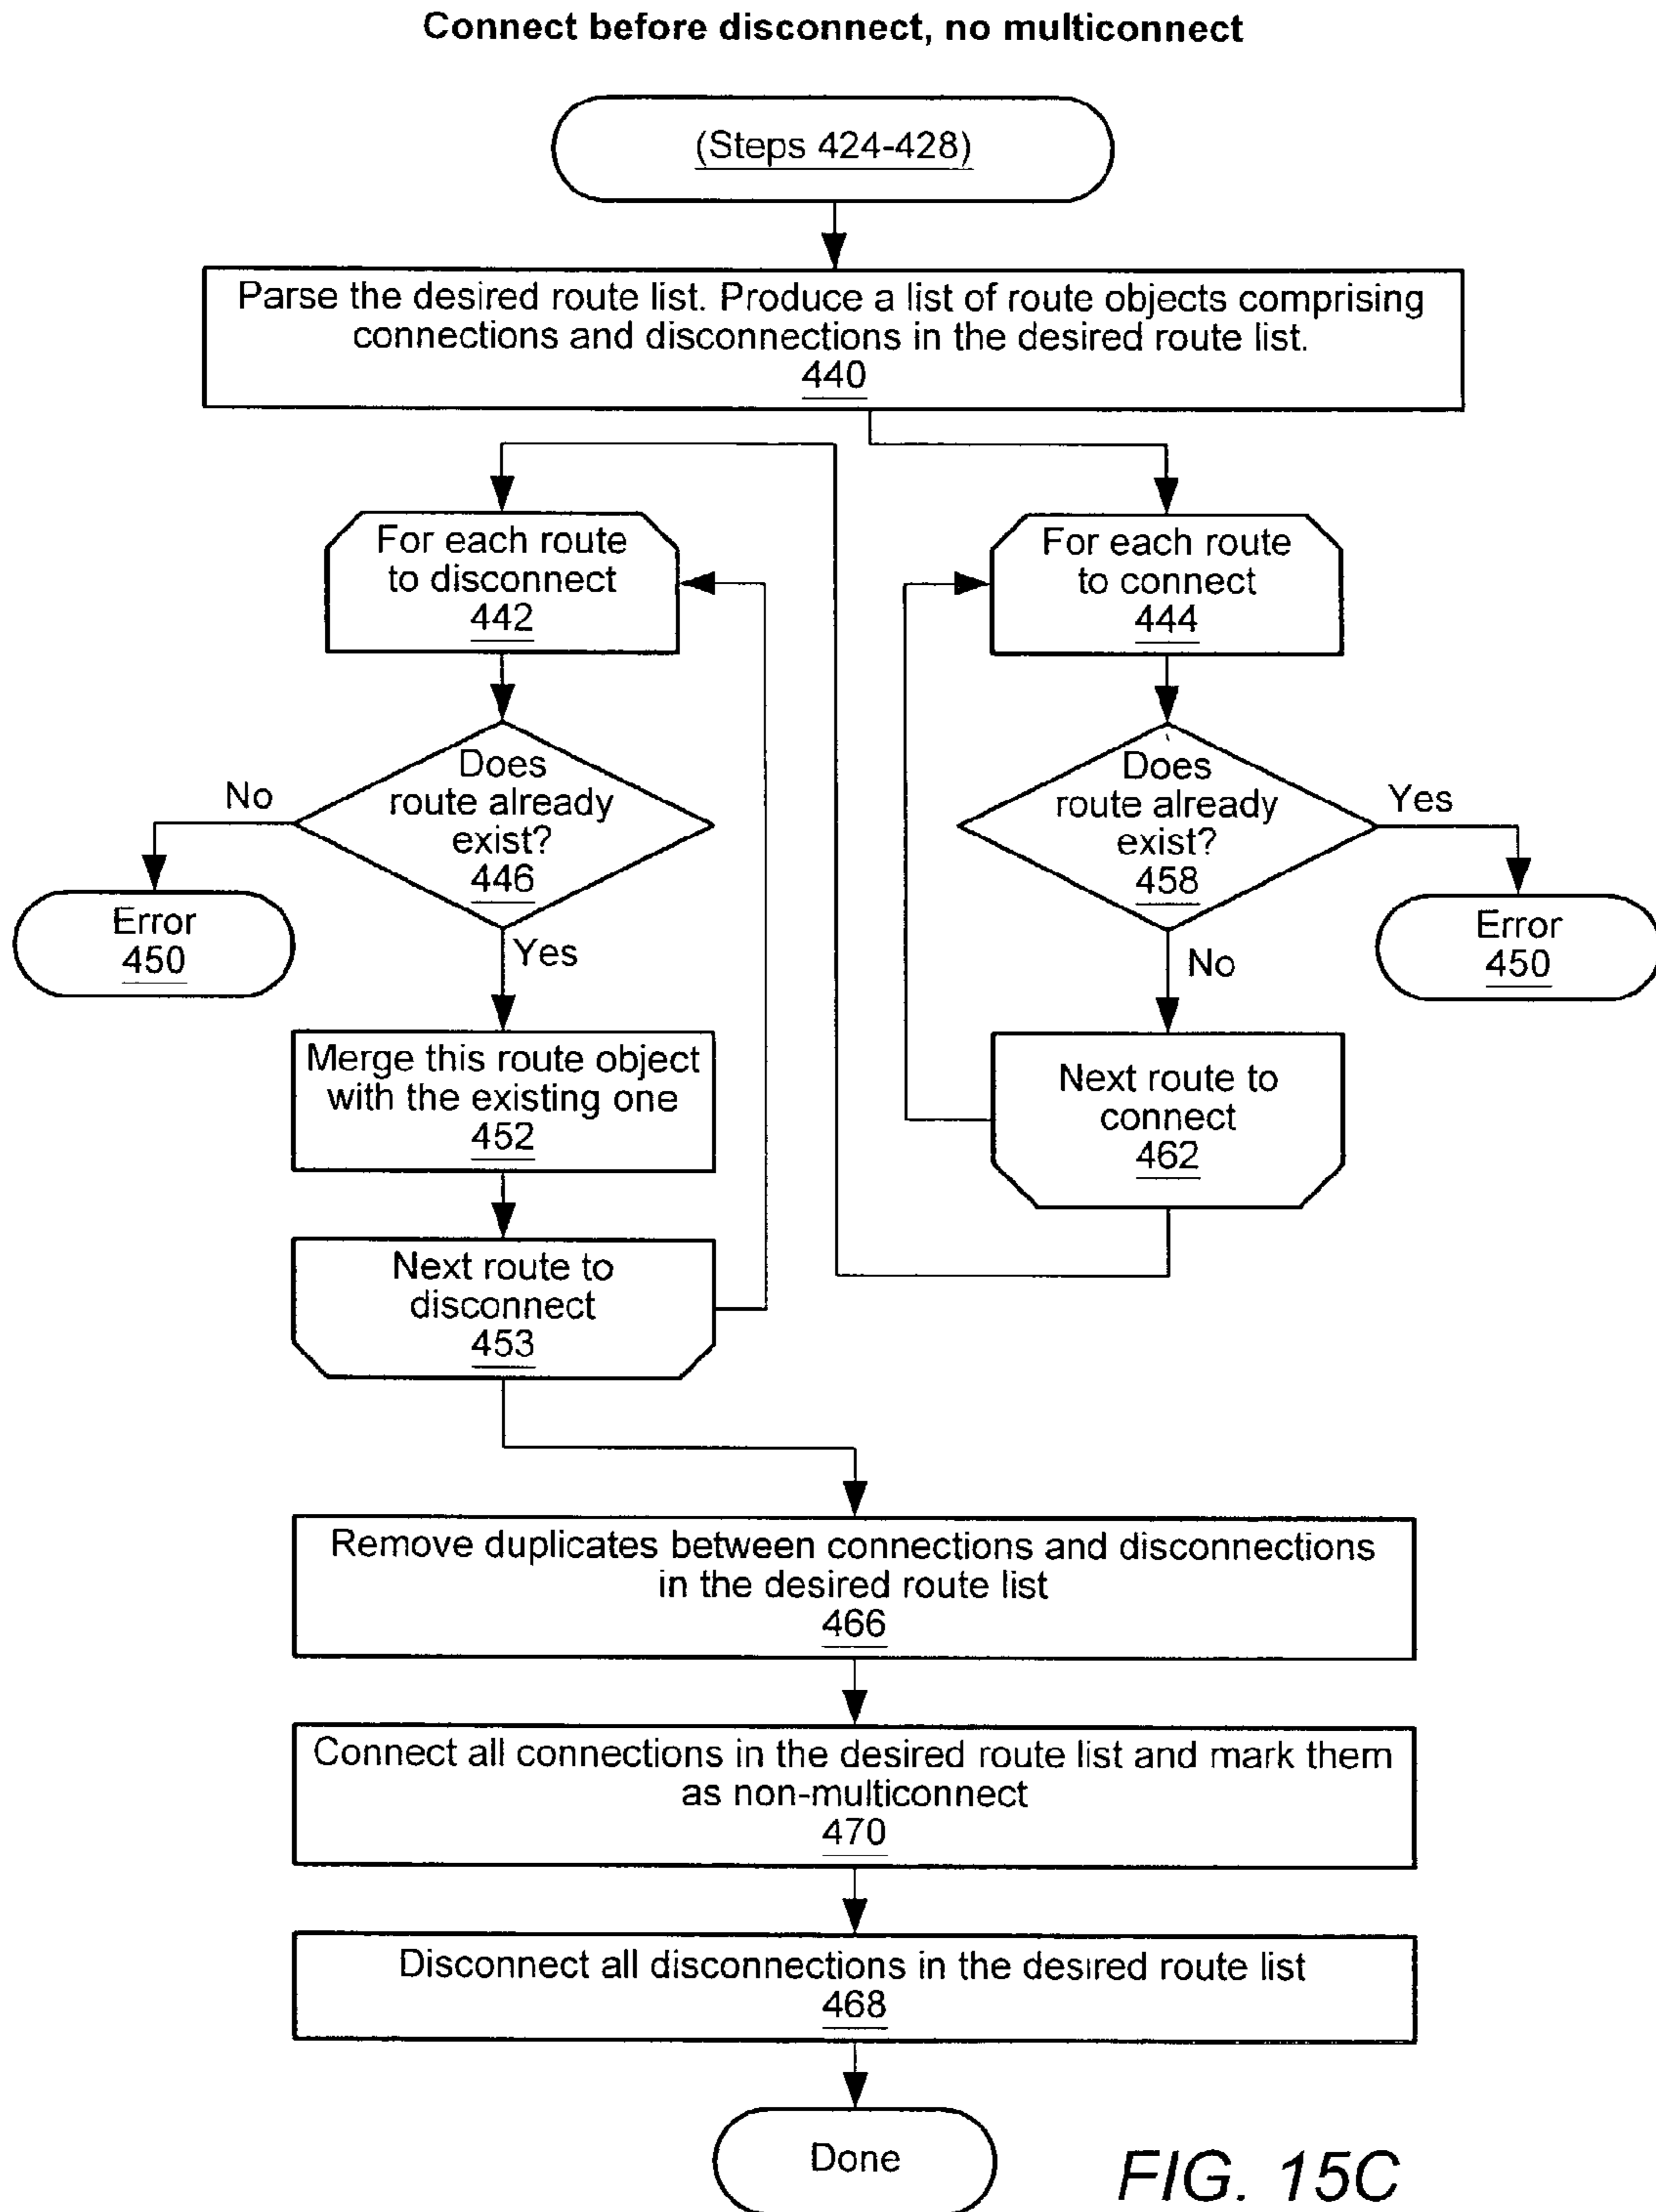 Connect before disconnect, no multiconnect
(Steps 424-428)
Parse the desired route list. Produce a list of route objects comprising
connections and disconnections in the desired route list.
440
For each route
to disconnect
442
For each route
to connect
444
Does
route already
exist?
446
No
Yes
Error
450
Does
route already
exist?
458
Yes
No
Error
450
Merge this route object
with the existing one
452
Next route to
connect
462
Next route to
disconnect
453
Remove duplicates between connections and disconnections
in the desired route list
466
Connect all connections in the desired route list and mark them
as non-multiconnect
470
Disconnect all disconnections in the desired route list
468
Done
FIG. 15C